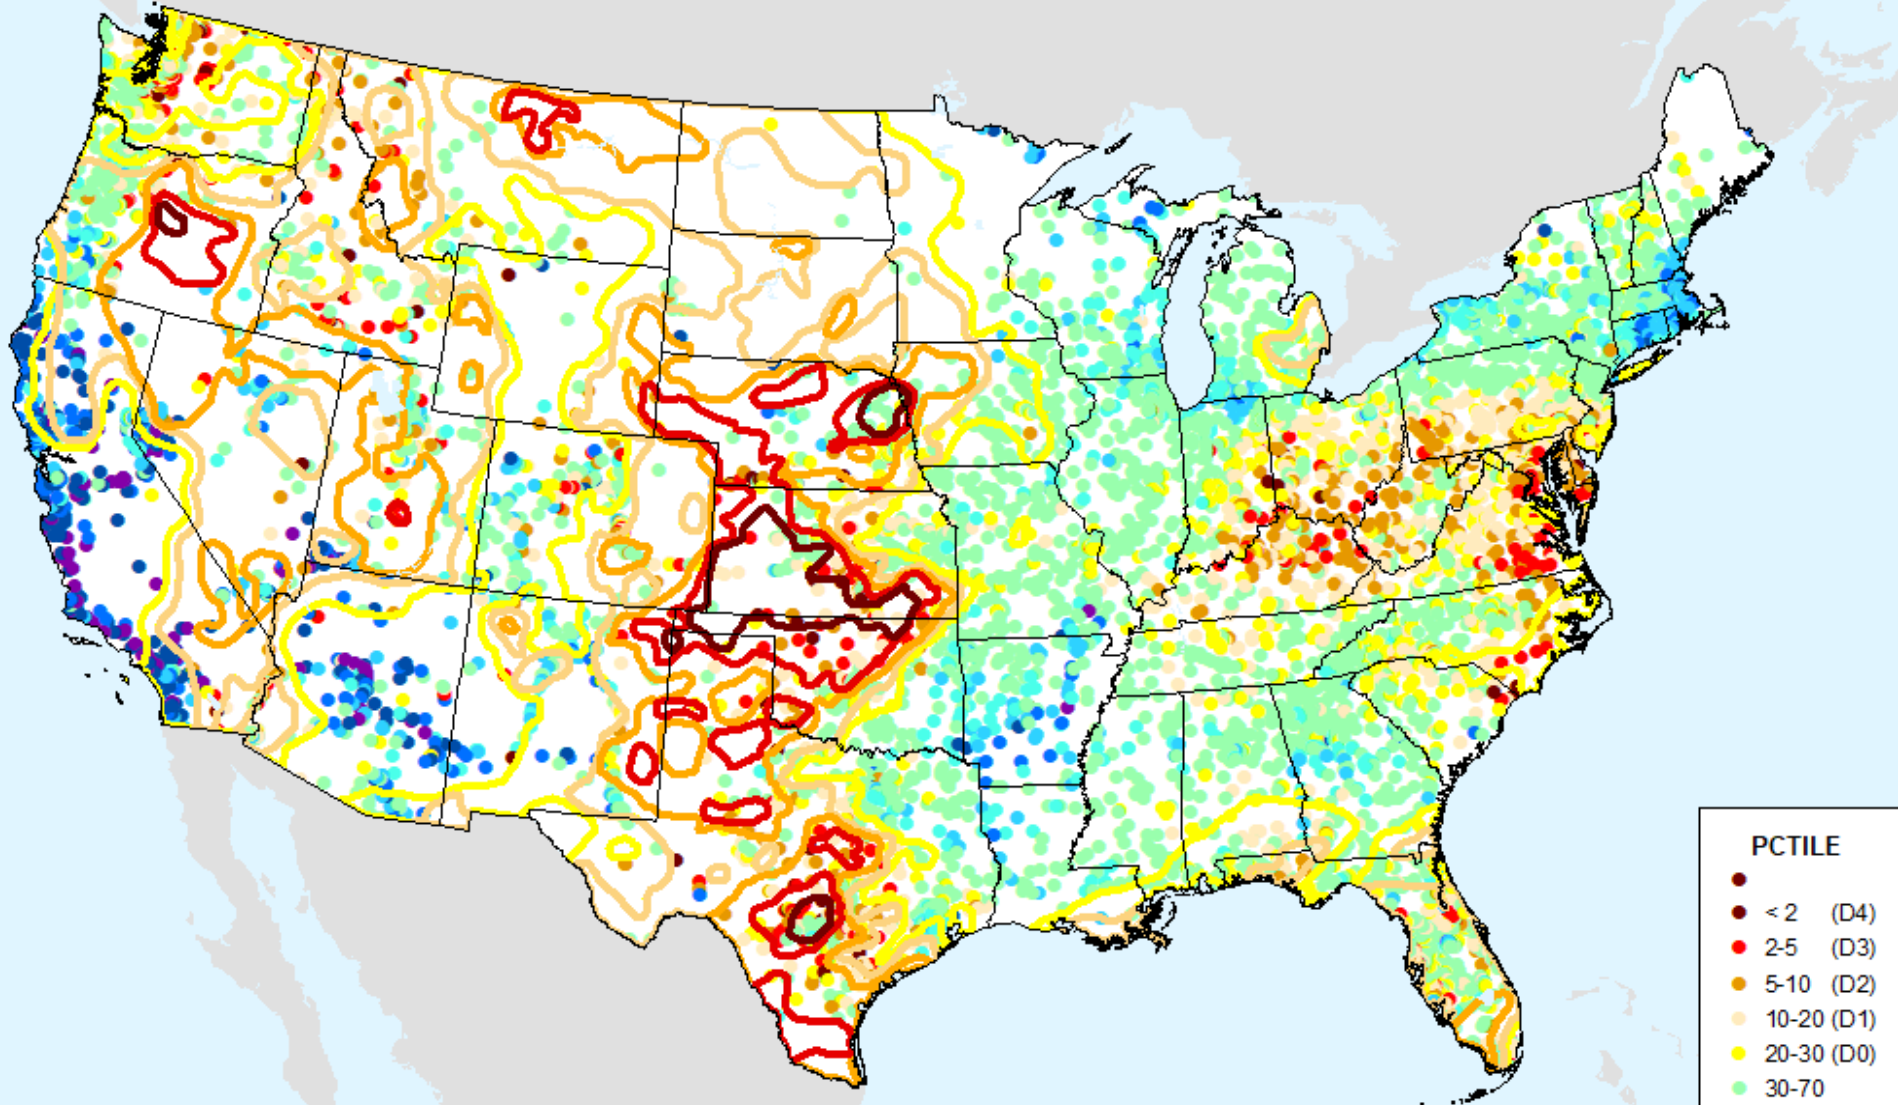 PCTILE
< 2 (D4)
2-5 (D3)
5-10 (D2)
10-20 (D1)
20-30 (D0)
30-70